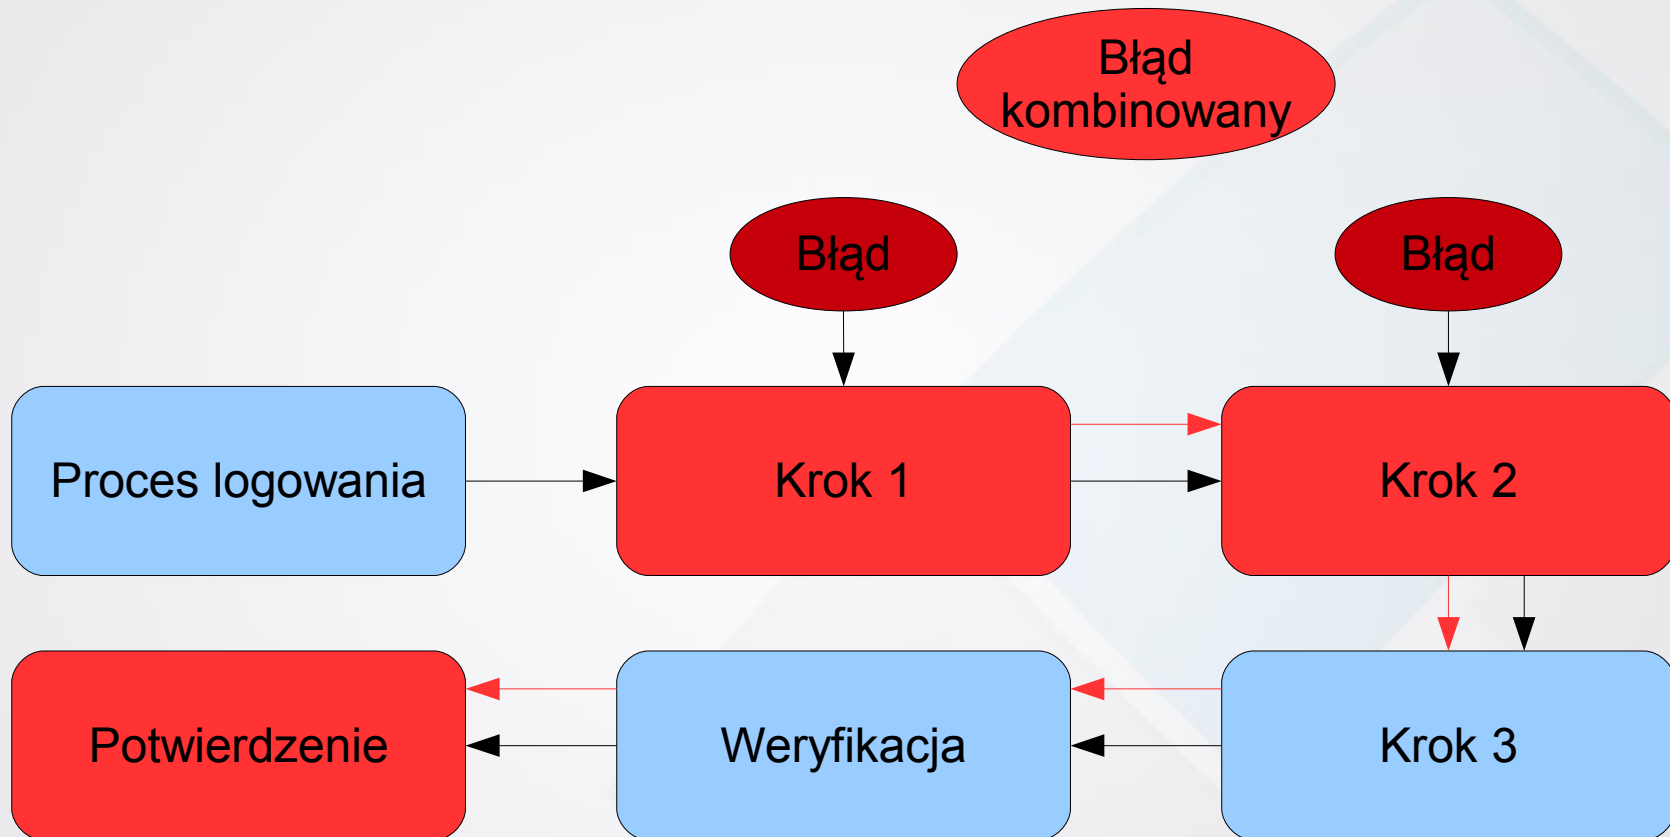 Błąd
kombinowany
Błąd
Błąd
Proces logowania
Krok 1
Krok 2
Potwierdzenie
Weryfikacja
Krok 3